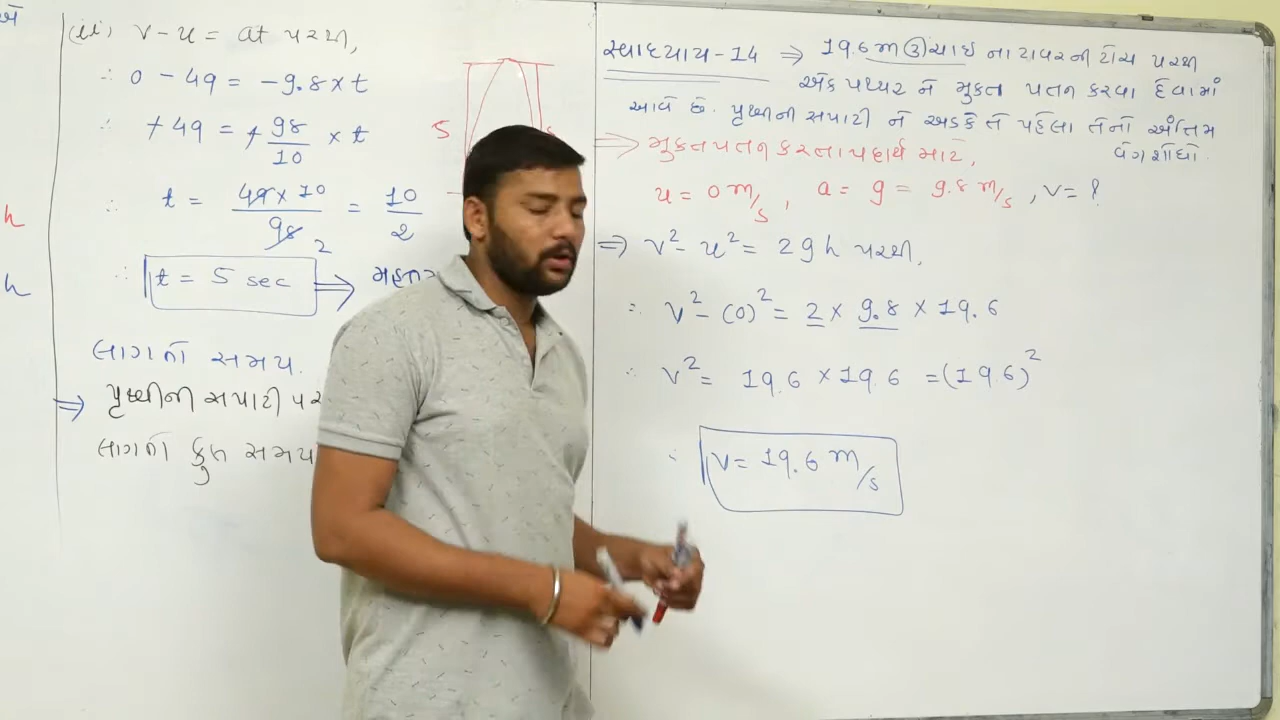 (ii) v - u = at પરથી,
∴ 0 - 49 = -9.8 × t
∴ +49 = + 98/10 × t
∴ t = 49 × 10 / 98 2 = 10/2
∴ t = 5 sec ⇒
લાગતો સમય.
⇒ પૃથ્વીની સપાટી
લાગતો કુલ સમય
5
h
h
સ્વાધ્યાય-14 ⇒ 19.6 m ઊંચાઇ ના ટાવરની ટોચ પરથી
એક પથ્થર ને મુક્ત પતન કરવા દેવામાં
આવે છે. પૃથ્વીની સપાટી ને અડકે તે પહેલા તેનો અંતિમ
વેગ શોધો.
⇒ મુક્તપતન કરતા પદાર્થ માટે,
u = 0 m/s, a = g = 9.8 m/s, v = ?
⇒ v² - u² = 2gh પરથી,
∴ v² - (0)² = 2 × 9.8 × 19.6
∴ v² = 19.6 × 19.6 = (19.6)²
∴ v = 19.6 m/s